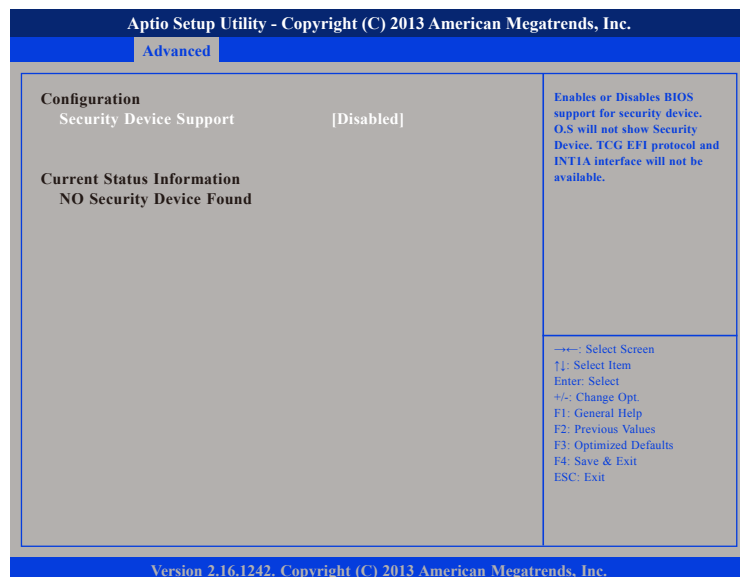 Aptio Setup Utility - Copyright (C) 2013 American Megatrends, Inc.
Advanced
Configuration
Security Device Support [Disabled]
Current Status Information
NO Security Device Found
Enables or Disables BIOS
support for security device.
O.S will not show Security
Device. TCG EFI protocol and
INT1A interface will not be
available.
→←: Select Screen
↑↓: Select Item
Enter: Select
+/-: Change Opt.
F1: General Help
F2: Previous Values
F3: Optimized Defaults
F4: Save & Exit
ESC: Exit
Version 2.16.1242. Copyright (C) 2013 American Megatrends, Inc.